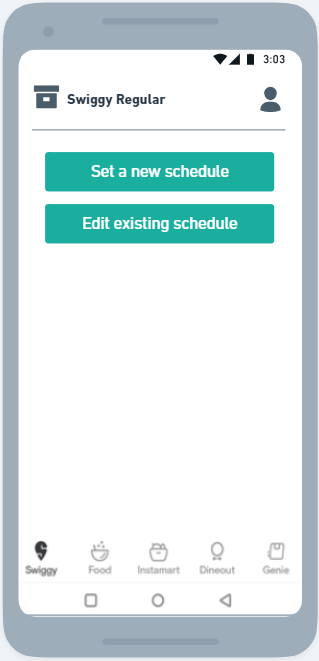 3:03
Swiggy Regular
Set a new schedule
Edit existing schedule
Swiggy Food Instamart Dineout Genie